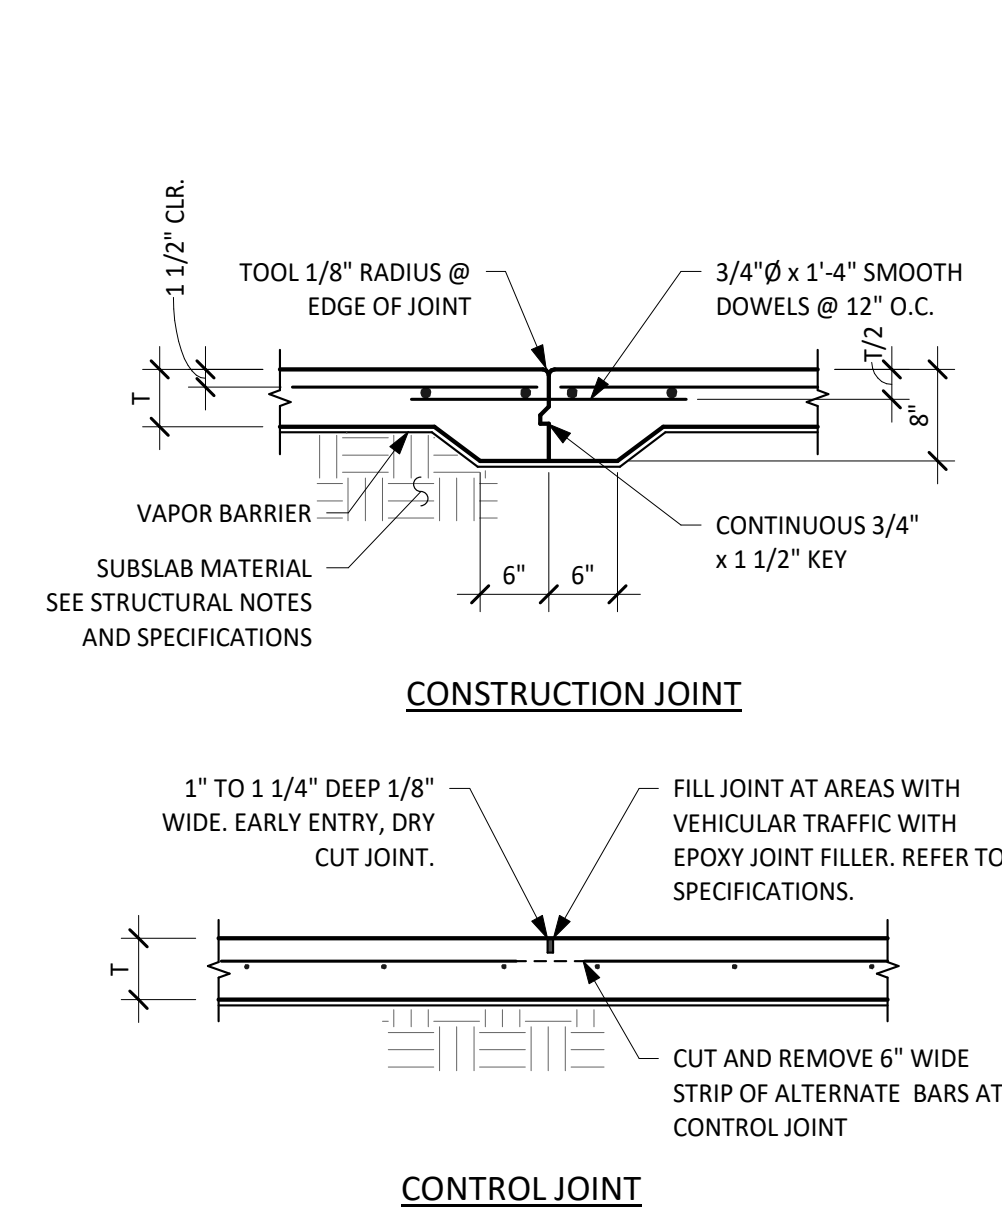 1 1/2" CLR.
TOOL 1/8" RADIUS @
EDGE OF JOINT
3/4"Ø x 1'-4" SMOOTH
DOWELS @ 12" O.C.
T/2
T
8"
VAPOR BARRIER
SUBSLAB MATERIAL
SEE STRUCTURAL NOTES
AND SPECIFICATIONS
CONTINUOUS 3/4"
x 1 1/2" KEY
6" 6"
CONSTRUCTION JOINT
1" TO 1 1/4" DEEP 1/8"
WIDE. EARLY ENTRY, DRY
CUT JOINT.
FILL JOINT AT AREAS WITH
VEHICULAR TRAFFIC WITH
EPOXY JOINT FILLER. REFER TO
SPECIFICATIONS.
T
CUT AND REMOVE 6" WIDE
STRIP OF ALTERNATE BARS AT
CONTROL JOINT
CONTROL JOINT